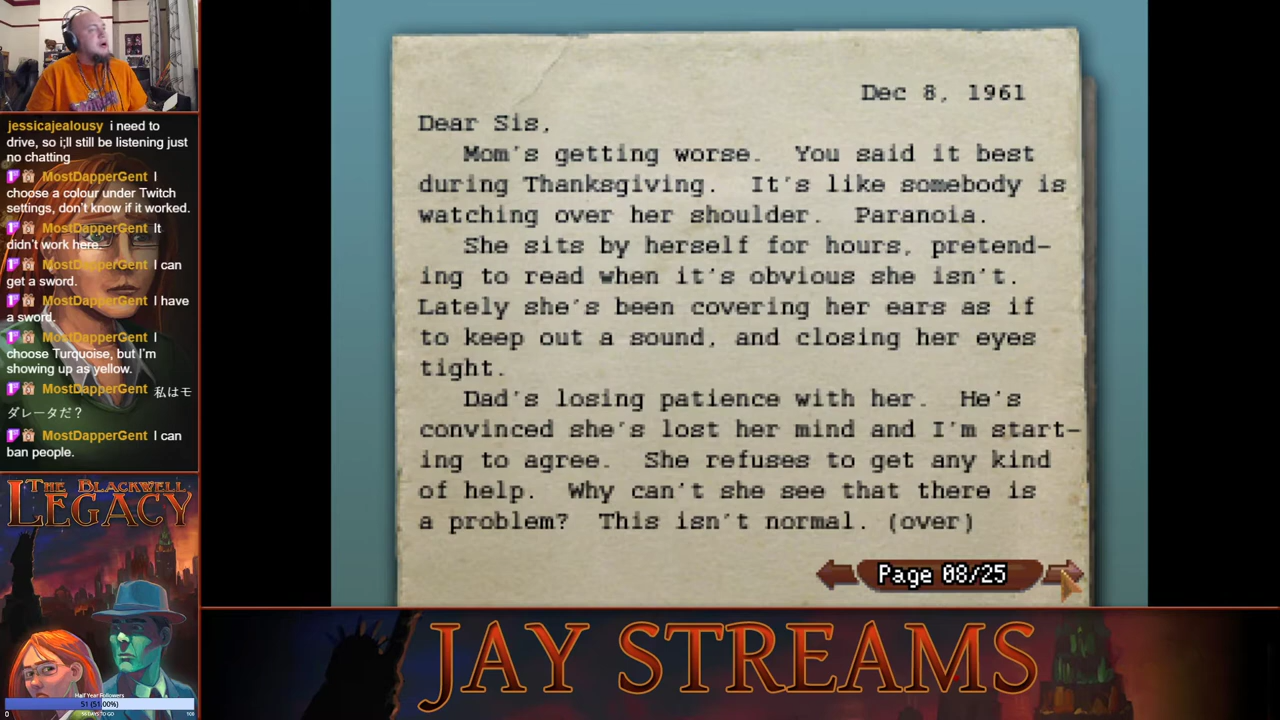 jessicajealousy i need to
drive, so i;ll still be listening just
no chatting
MostDapperGent I
choose a colour under Twitch
settings, don't know if it worked.
MostDapperGent It
didn't work here.
MostDapperGent I can
get a sword.
MostDapperGent I have
a sword.
MostDapperGent I
choose Turquoise, but I'm
showing up as yellow.
MostDapperGent 私はモ
ダレータだ？
MostDapperGent I can
ban people.
THE BLACKWELL
LEGACY
Half Year Followers
51 (51.00%)
0
100
Dec 8, 1961
Dear Sis,
Mom's getting worse. You said it best
during Thanksgiving. It's like somebody is
watching over her shoulder. Paranoia.
She sits by herself for hours, pretend-
ing to read when it's obvious she isn't.
Lately she's been covering her ears as if
to keep out a sound, and closing her eyes
tight.
Dad's losing patience with her. He's
convinced she's lost her mind and I'm start-
ing to agree. She refuses to get any kind
of help. Why can't she see that there is
a problem? This isn't normal. (over)
Page 08/25
JAY STREAMS